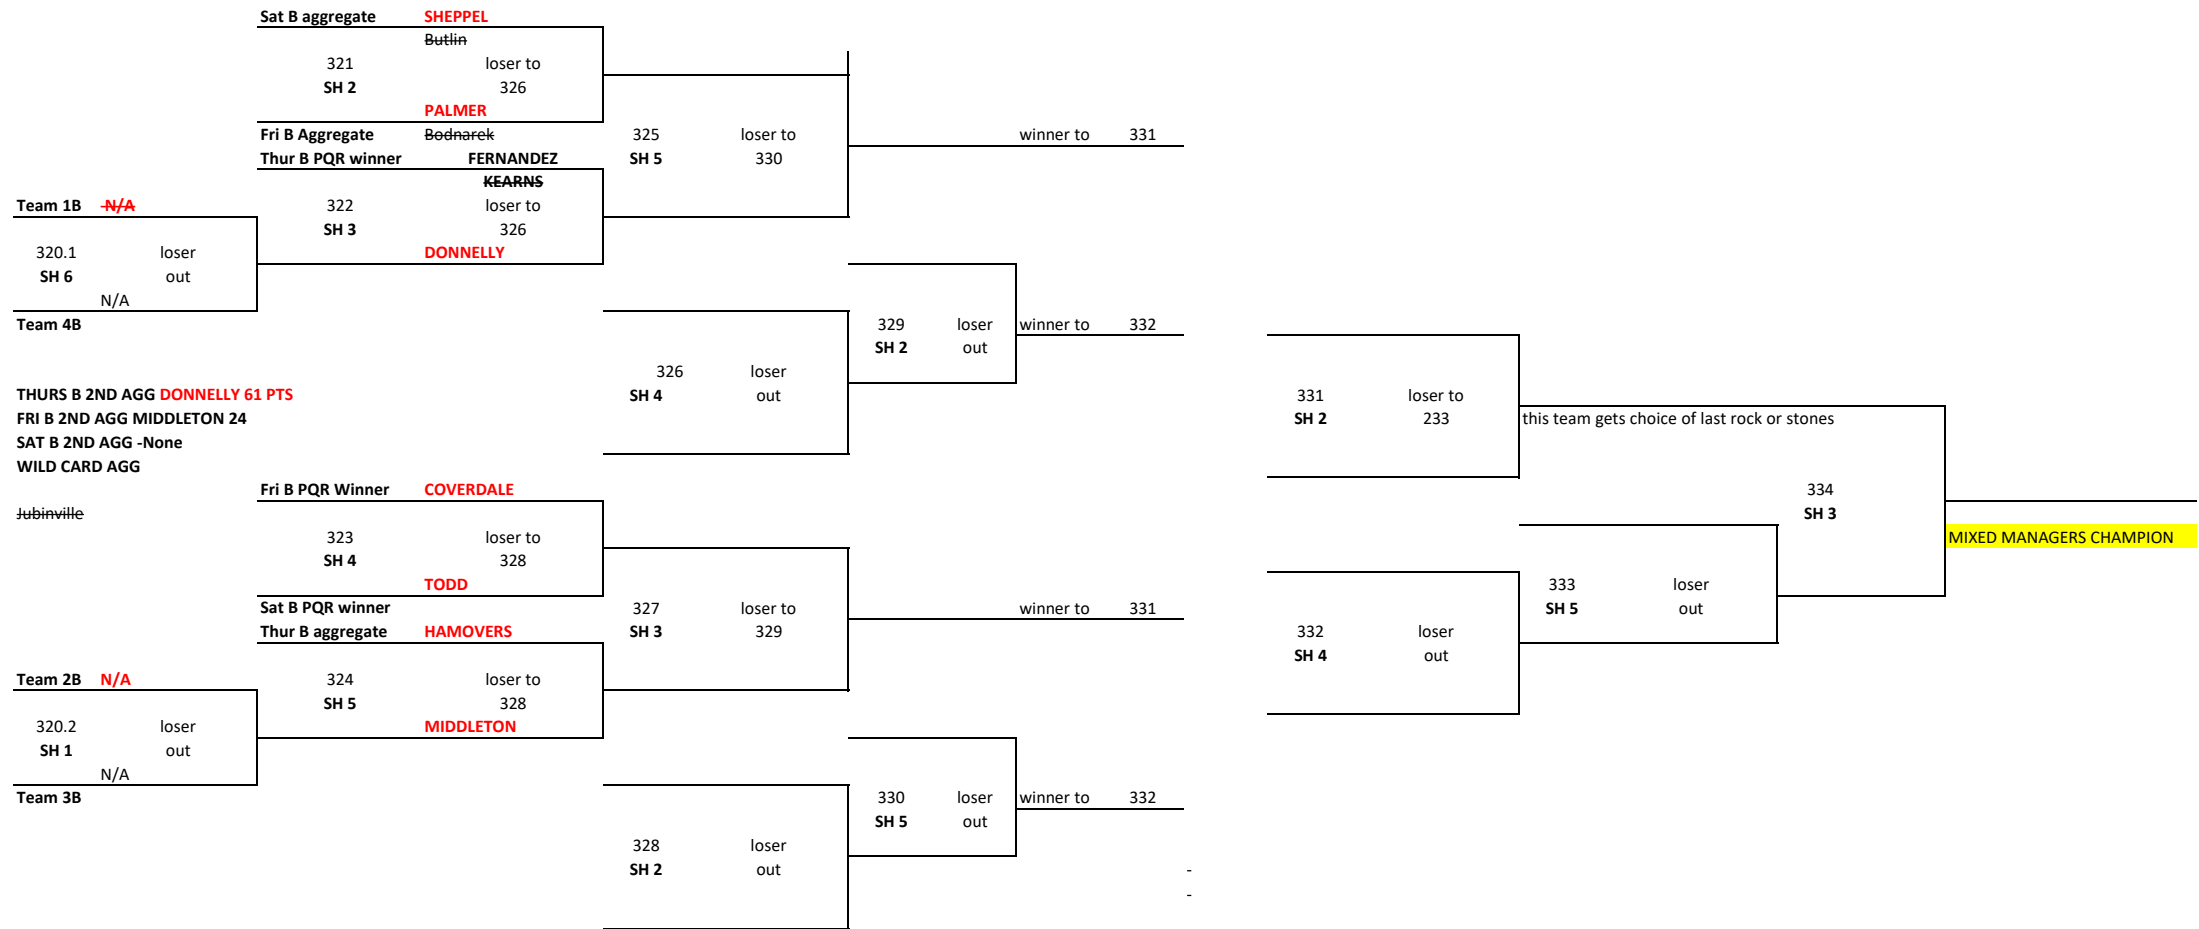 Sat B aggregate SHEPPEL
Butlin
321 loser to
SH 2 326
PALMER
Fri B Aggregate Bodnarek 325 loser to winner to 331
Thur B PQR winner FERNANDEZ SH 5 330
KEARNS
Team 1B N/A 322 loser to
SH 3 326
320.1 loser DONNELLY
SH 6 out
N/A
Team 4B 329 loser winner to 332
SH 2 out
326 loser
THURS B 2ND AGG DONNELLY 61 PTS SH 4 out 331 loser to
FRI B 2ND AGG MIDDLETON 24 SH 2 233 this team gets choice of last rock or stones
SAT B 2ND AGG -None
WILD CARD AGG
Fri B PQR Winner COVERDALE 334
Jubinville SH 3
323 loser to MIXED MANAGERS CHAMPION
SH 4 328
TODD 333 loser
Sat B PQR winner 327 loser to winner to 331 SH 5 out
Thur B aggregate HAMOVERS SH 3 329 332 loser
SH 4 out
Team 2B N/A 324 loser to
SH 5 328
320.2 loser MIDDLETON
SH 1 out
N/A
Team 3B 330 loser winner to 332
SH 5 out
328 loser
SH 2 out -
-